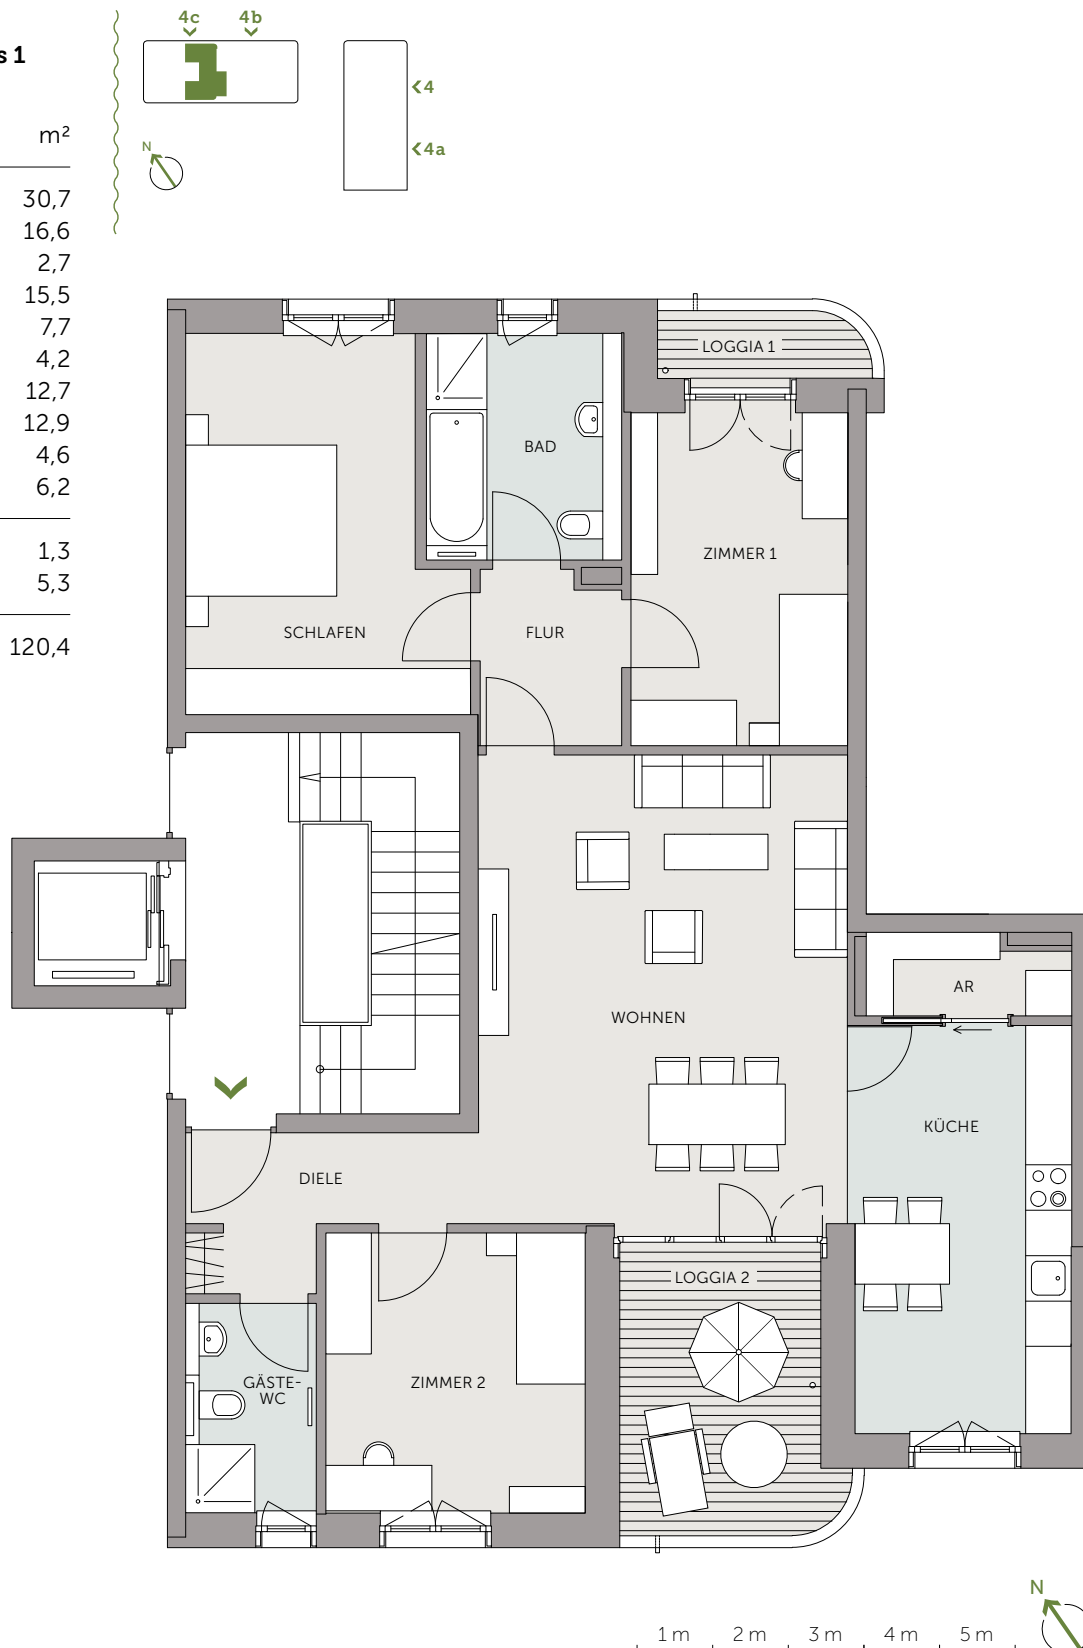 s 1
4c 4b
4
4a
N
m²
30,7
16,6
2,7
15,5
7,7
4,2
12,7
12,9
4,6
6,2
1,3
5,3
120,4
LOGGIA 1
BAD
ZIMMER 1
SCHLAFEN
FLUR
AR
WOHNEN
KÜCHE
DIELE
LOGGIA 2
GÄSTE-
WC
ZIMMER 2
N
1 m 2 m 3 m 4 m 5 m